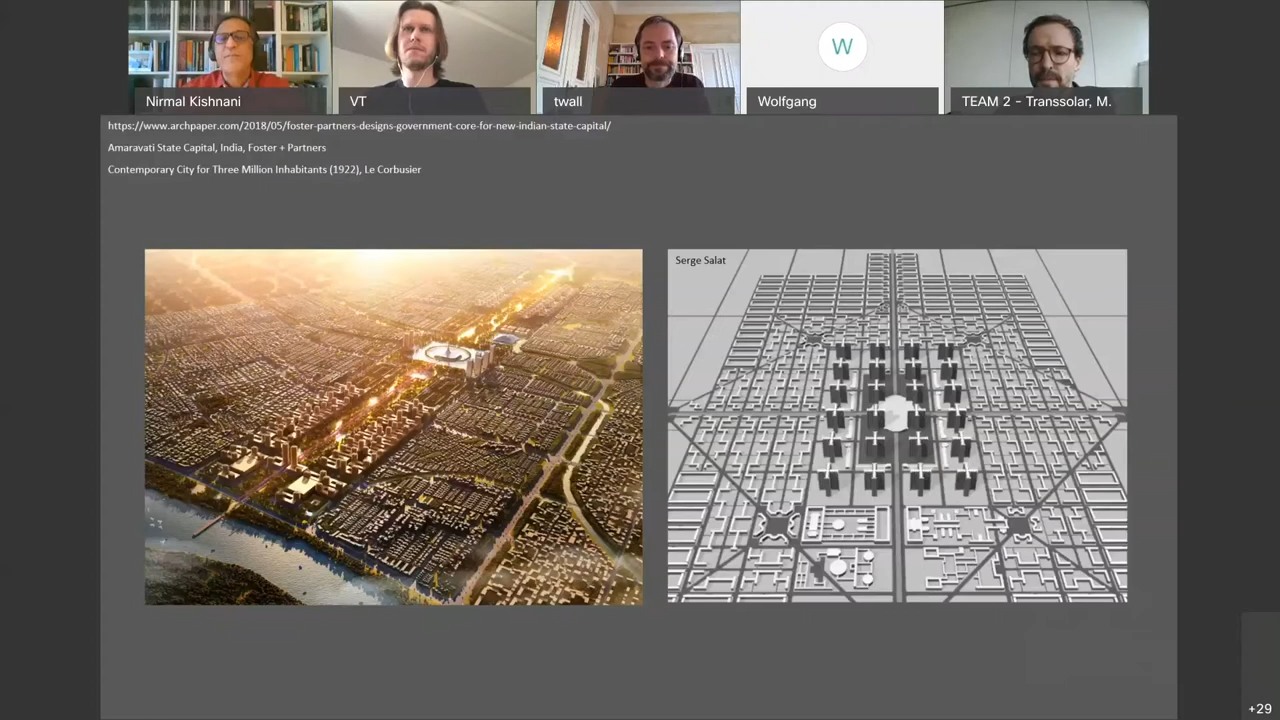 Nirmal Kishnani
VT
twall
W
Wolfgang
TEAM 2 - Transsolar, M.
https://www.archpaper.com/2018/05/foster-partners-designs-government-core-for-new-indian-state-capital/
Amaravati State Capital, India, Foster + Partners
Contemporary City for Three Million Inhabitants (1922), Le Corbusier
Serge Salat
+29